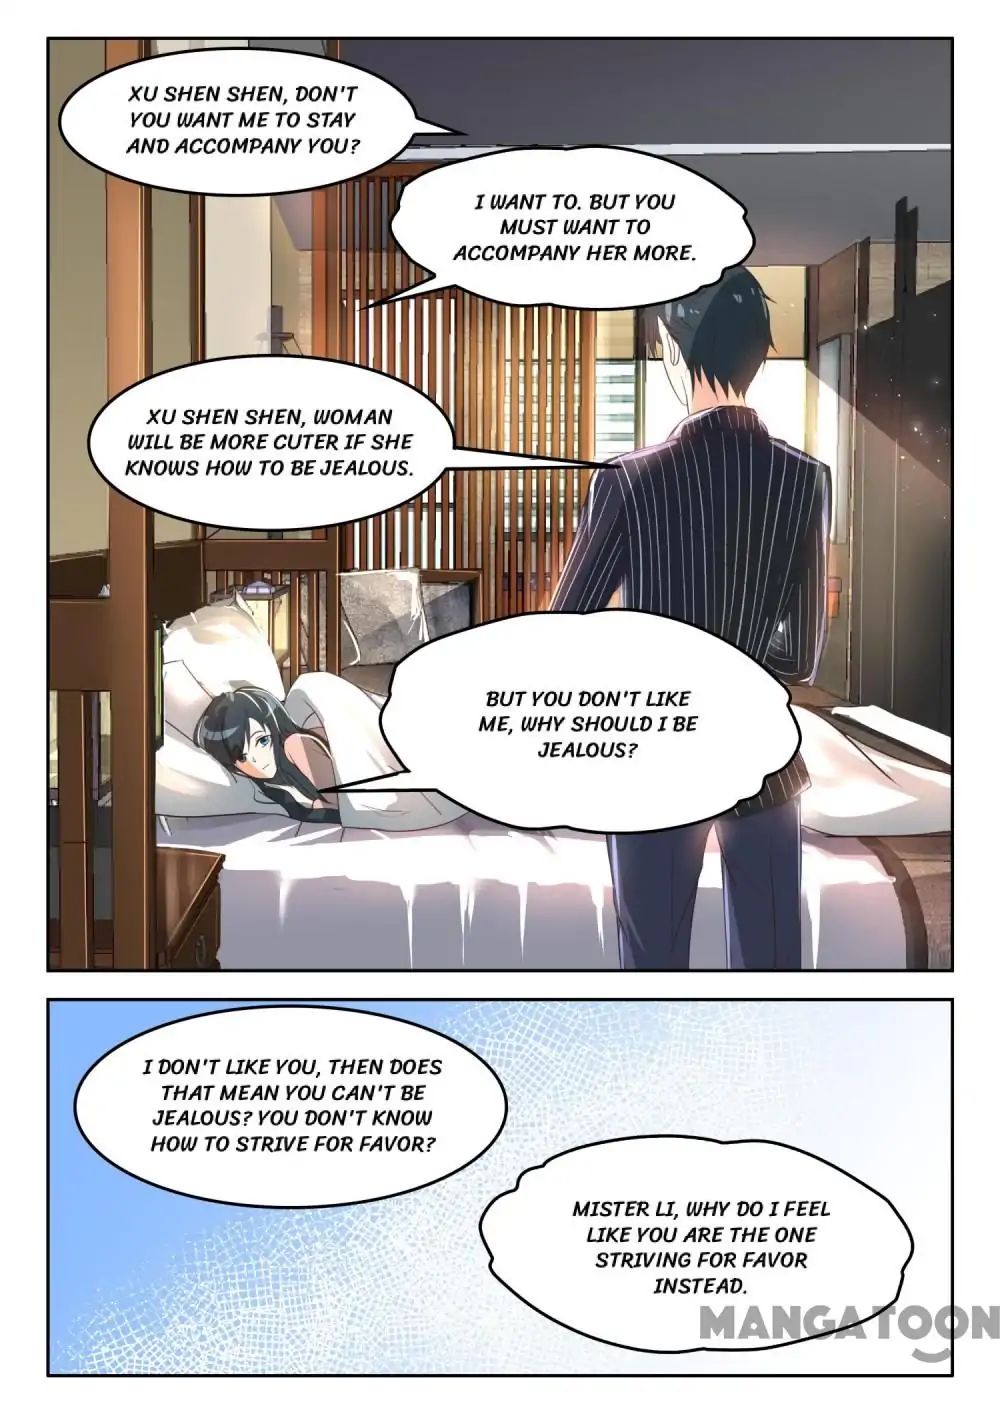 XU SHEN SHEN, DON'T
YOU WANT ME TO STAY
AND ACCOMPANY YOU?
I WANT TO. BUT YOU
MUST WANT TO
ACCOMPANY HER MORE.
XU SHEN SHEN, WOMAN
WILL BE MORE CUTER IF SHE
KNOWS HOW TO BE JEALOUS.
BUT YOU DON'T LIKE
ME, WHY SHOULD I BE
JEALOUS?
I DON'T LIKE YOU, THEN DOES
THAT MEAN YOU CAN'T BE
JEALOUS? YOU DON'T KNOW
HOW TO STRIVE FOR FAVOR?
MISTER LI, WHY DO I FEEL
LIKE YOU ARE THE ONE
STRIVING FOR FAVOR
INSTEAD.
MANGATOON